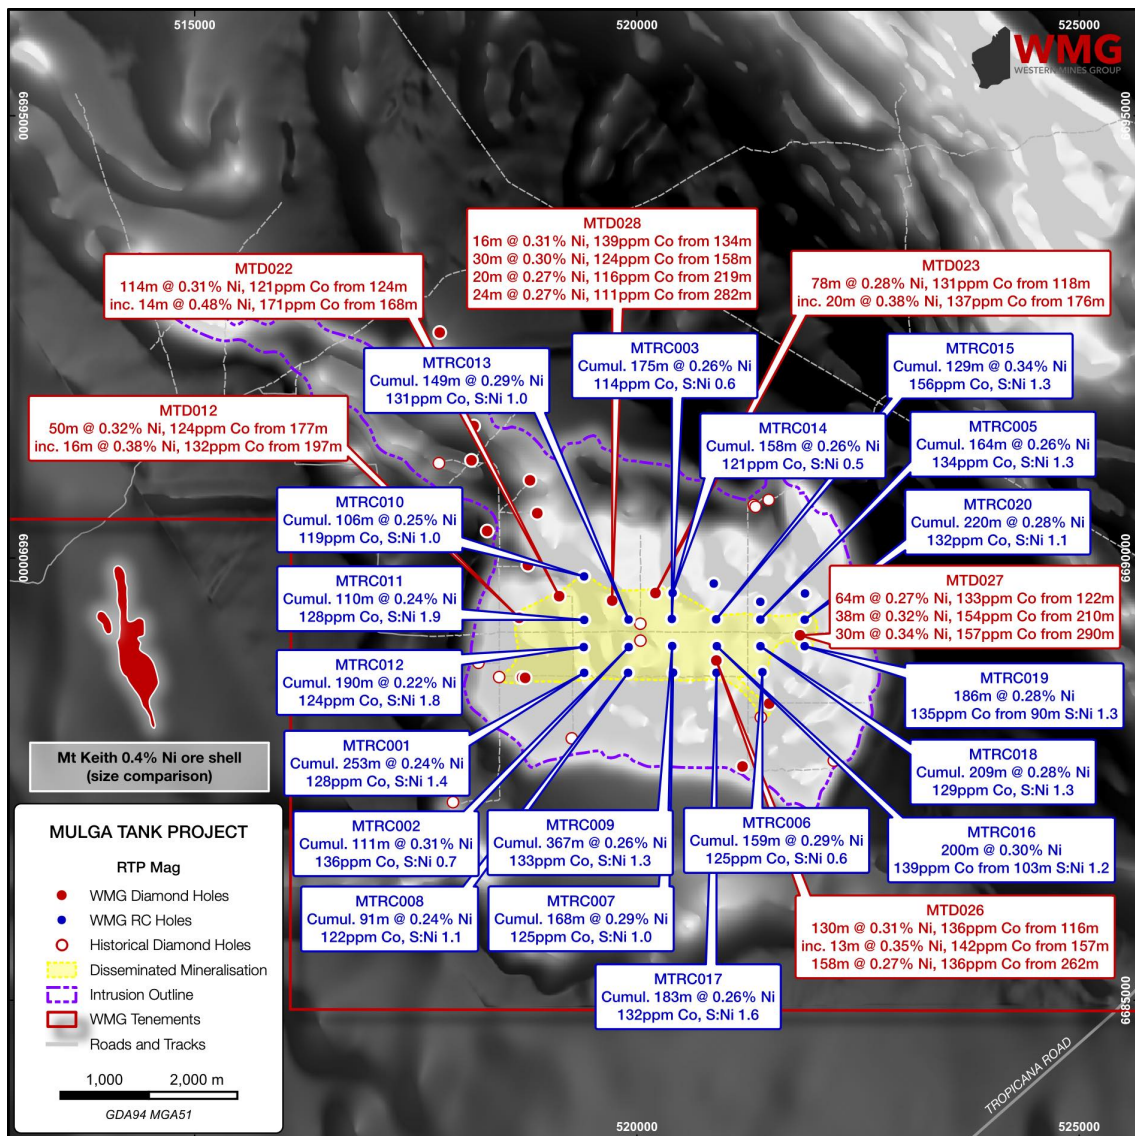 515000
520000
525000
WMG
WESTERN MINES GROUP
6695000
6695000
MTD028
16m @ 0.31% Ni, 139ppm Co from 134m
30m @ 0.30% Ni, 124ppm Co from 158m
20m @ 0.27% Ni, 116ppm Co from 219m
24m @ 0.27% Ni, 111ppm Co from 282m
MTD022
114m @ 0.31% Ni, 121ppm Co from 124m
inc. 14m @ 0.48% Ni, 171ppm Co from 168m
MTD023
78m @ 0.28% Ni, 131ppm Co from 118m
inc. 20m @ 0.38% Ni, 137ppm Co from 176m
MTRC013
Cumul. 149m @ 0.29% Ni
131ppm Co, S:Ni 1.0
MTRC003
Cumul. 175m @ 0.26% Ni
114ppm Co, S:Ni 0.6
MTRC015
Cumul. 129m @ 0.34% Ni
156ppm Co, S:Ni 1.3
MTD012
50m @ 0.32% Ni, 124ppm Co from 177m
inc. 16m @ 0.38% Ni, 132ppm Co from 197m
MTRC014
Cumul. 158m @ 0.26% Ni
121ppm Co, S:Ni 0.5
MTRC005
Cumul. 164m @ 0.26% Ni
134ppm Co, S:Ni 1.3
MTRC010
Cumul. 106m @ 0.25% Ni
119ppm Co, S:Ni 1.0
MTRC020
Cumul. 220m @ 0.28% Ni
132ppm Co, S:Ni 1.1
6690000
6690000
MTRC011
Cumul. 110m @ 0.24% Ni
128ppm Co, S:Ni 1.9
MTD027
64m @ 0.27% Ni, 133ppm Co from 122m
38m @ 0.32% Ni, 154ppm Co from 210m
30m @ 0.34% Ni, 157ppm Co from 290m
MTRC012
Cumul. 190m @ 0.22% Ni
124ppm Co, S:Ni 1.8
MTRC019
186m @ 0.28% Ni
135ppm Co from 90m S:Ni 1.3
MTRC001
Cumul. 253m @ 0.24% Ni
128ppm Co, S:Ni 1.4
MTRC018
Cumul. 209m @ 0.28% Ni
129ppm Co, S:Ni 1.3
Mt Keith 0.4% Ni ore shell
(size comparison)
MTRC002
Cumul. 111m @ 0.31% Ni
136ppm Co, S:Ni 0.7
MTRC009
Cumul. 367m @ 0.26% Ni
133ppm Co, S:Ni 1.3
MTRC006
Cumul. 159m @ 0.29% Ni
125ppm Co, S:Ni 0.6
MTRC016
200m @ 0.30% Ni
139ppm Co from 103m S:Ni 1.2
MTRC008
Cumul. 91m @ 0.24% Ni
122ppm Co, S:Ni 1.1
MTRC007
Cumul. 168m @ 0.29% Ni
125ppm Co, S:Ni 1.0
MTD026
130m @ 0.31% Ni, 136ppm Co from 116m
inc. 13m @ 0.35% Ni, 142ppm Co from 157m
158m @ 0.27% Ni, 136ppm Co from 262m
MTRC017
Cumul. 183m @ 0.26% Ni
132ppm Co, S:Ni 1.6
6685000
TROPICANA ROAD
MULGA TANK PROJECT
RTP Mag
WMG Diamond Holes
WMG RC Holes
Historical Diamond Holes
Disseminated Mineralisation
Intrusion Outline
WMG Tenements
Roads and Tracks
1,000 2,000 m
GDA94 MGA51
520000
525000